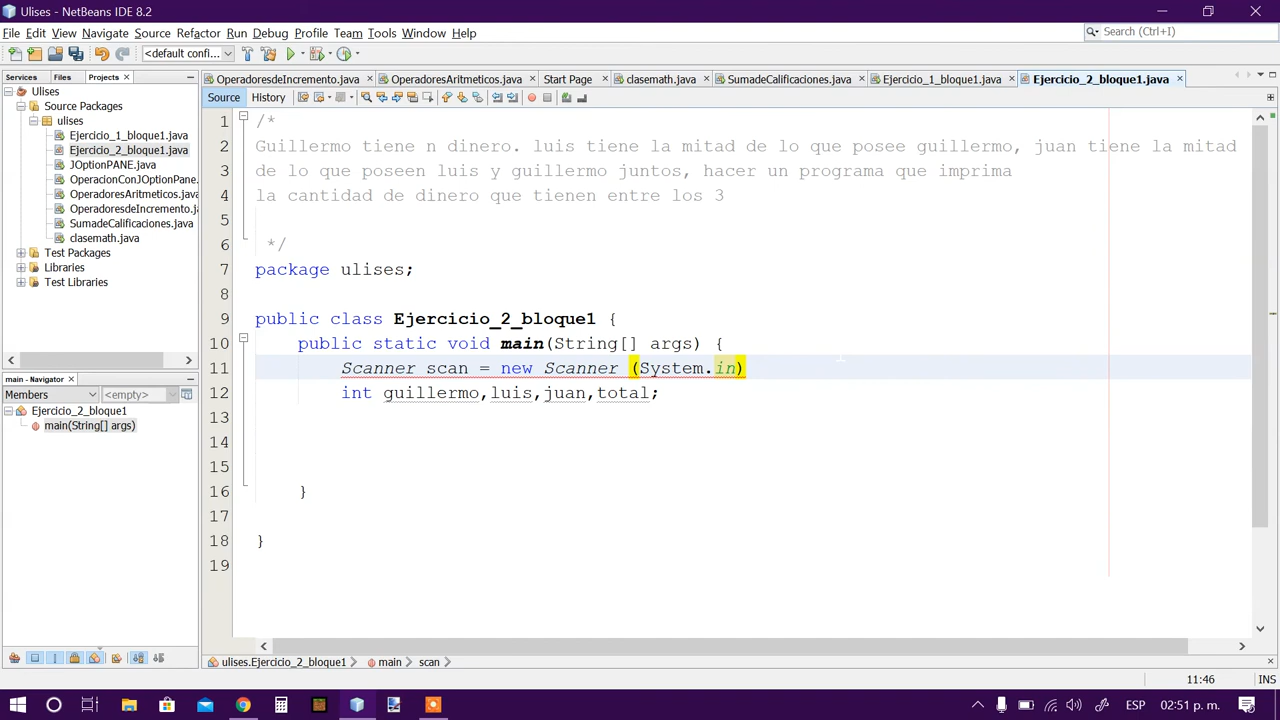 Ulises - NetBeans IDE 8.2
File Edit View Navigate Source Refactor Run Debug Profile Team Tools Window Help
Search (Ctrl+I)
<default confi...
Services Files Projects
OperadoresdeIncremento.java OperadoresAritmeticos.java Start Page clasemath.java SumadeCalificaciones.java Ejercicio_1_bloque1.java Ejercicio_2_bloque1.java
Ulises
Source Packages
ulises
Ejercicio_1_bloque1.java
Ejercicio_2_bloque1.java
JOptionPANE.java
OperacionConJOptionPane.
OperadoresAritmeticos.java
OperadoresdeIncremento.ja
SumadeCalificaciones.java
clasemath.java
Test Packages
Libraries
Test Libraries
main - Navigator
Members <empty>
Ejercicio_2_bloque1
main(String[] args)
Source History
1 /*
2 Guillermo tiene n dinero. luis tiene la mitad de lo que posee guillermo, juan tiene la mitad
3 de lo que poseen luis y guillermo juntos, hacer un programa que imprima
4 la cantidad de dinero que tienen entre los 3
5
6 */
7 package ulises;
8
9 public class Ejercicio_2_bloque1 {
10 public static void main(String[] args) {
11 Scanner scan = new Scanner (System.in)
12 int guillermo,luis,juan,total;
13
14
15
16 }
17
18 }
19
ulises.Ejercicio_2_bloque1 main scan
11:46 INS
ESP 02:51 p. m.